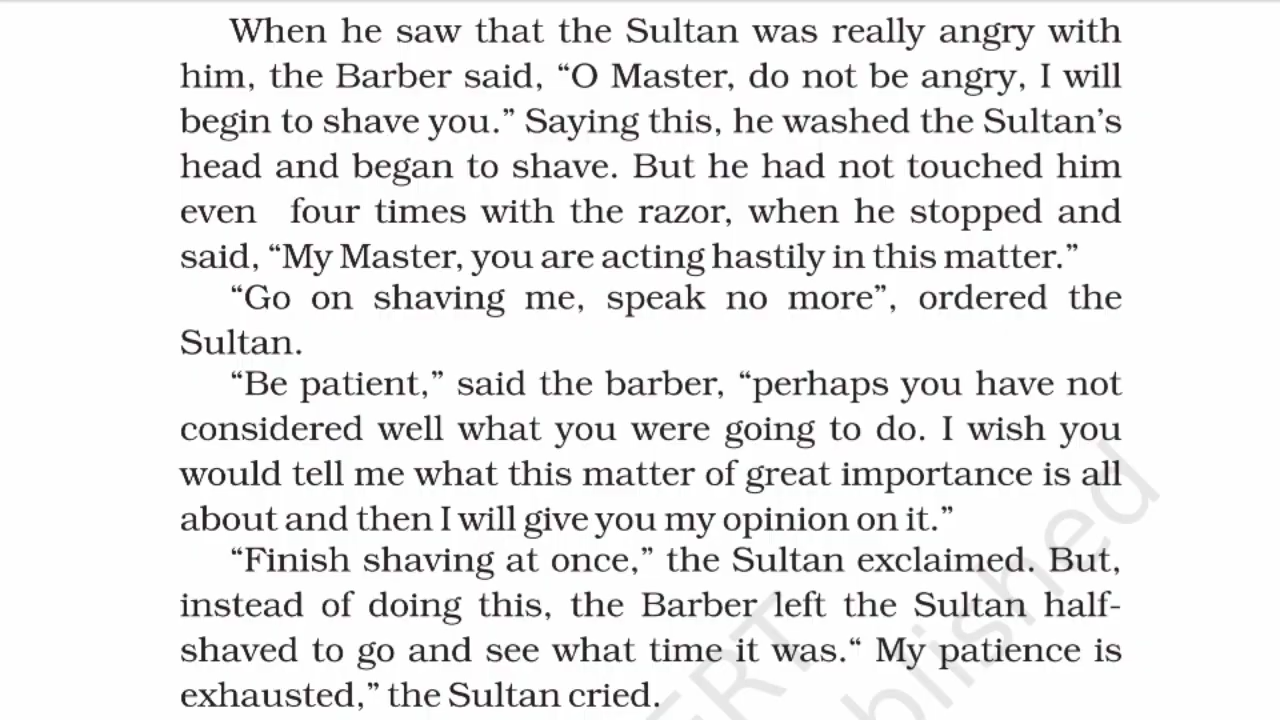 When he saw that the Sultan was really angry with
him, the Barber said, “O Master, do not be angry, I will
begin to shave you.” Saying this, he washed the Sultan’s
head and began to shave. But he had not touched him
even four times with the razor, when he stopped and
said, “My Master, you are acting hastily in this matter.”
“Go on shaving me, speak no more”, ordered the
Sultan.
“Be patient,” said the barber, “perhaps you have not
considered well what you were going to do. I wish you
would tell me what this matter of great importance is all
about and then I will give you my opinion on it.”
“Finish shaving at once,” the Sultan exclaimed. But,
instead of doing this, the Barber left the Sultan half-
shaved to go and see what time it was.“ My patience is
exhausted,” the Sultan cried.